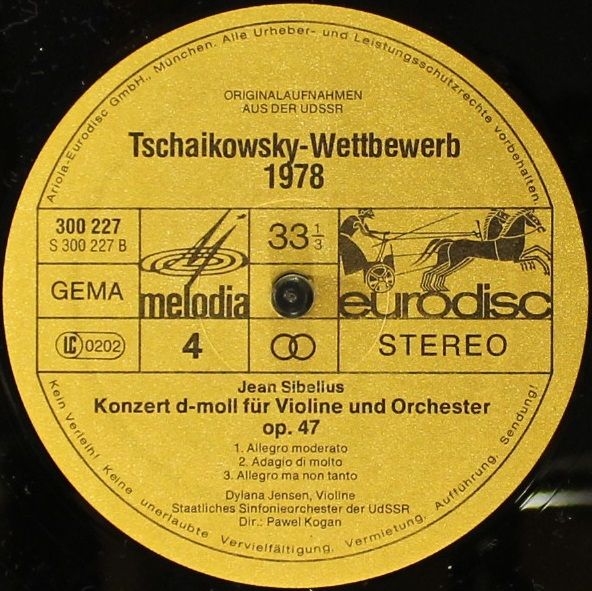 Ariola-Eurodisc GmbH., München. Alle Urheber- und Leistungsschutzrechte vorbehalten.
ORIGINALAUFNAHMEN
AUS DER UDSSR
Tschaikowsky-Wettbewerb
1978
300 227
S 300 227 B
melodia
33 1/3
eurodisc
GEMA
LC 0202
4
STEREO
Jean Sibelius
Konzert d-moll für Violine und Orchester
op. 47
1. Allegro moderato
2. Adagio di molto
3. Allegro ma non tanto
Dylana Jensen, Violine
Staatliches Sinfonieorchester der UdSSR
Dir.: Pawel Kogan
Kein Verleih! Keine unerlaubte Vervielfältigung, Vermietung, Aufführung, Sendung!